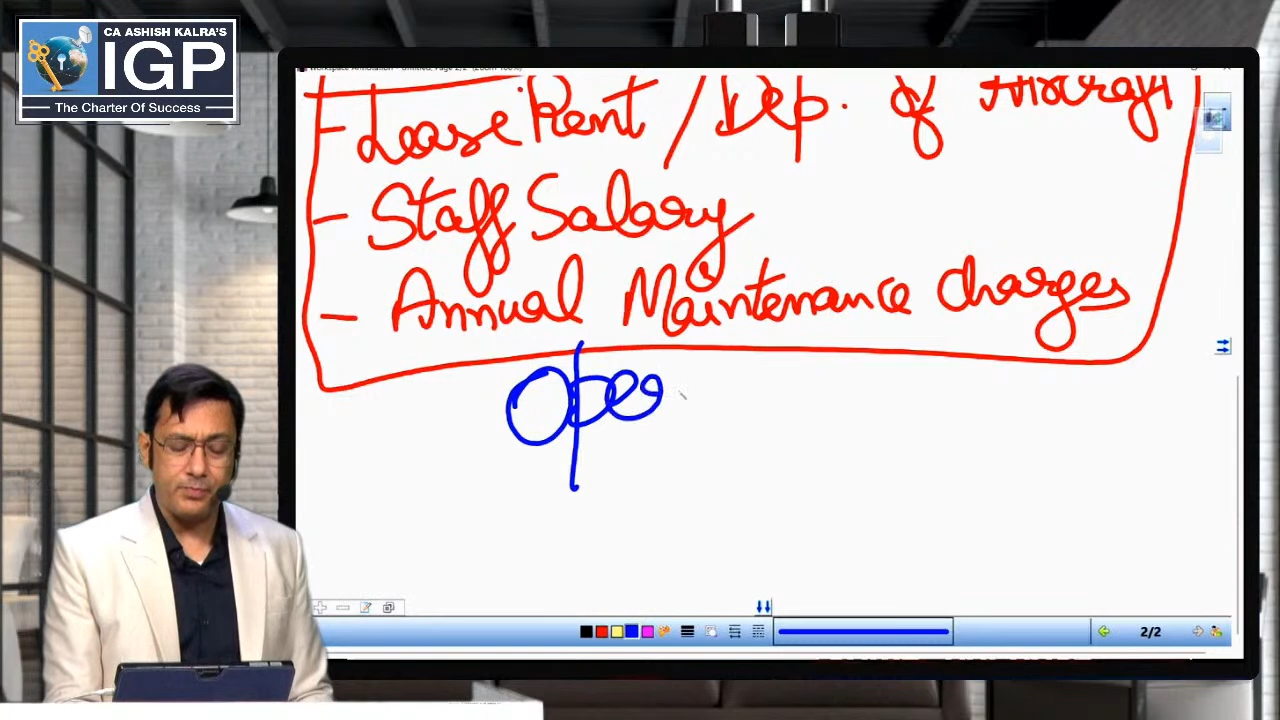 CA ASHISH KALRA'S
IGP
The Charter Of Success
- Lease Rent / Dep. of Aircraft
- Staff Salary
- Annual Maintenance Charges
Ope
2/2